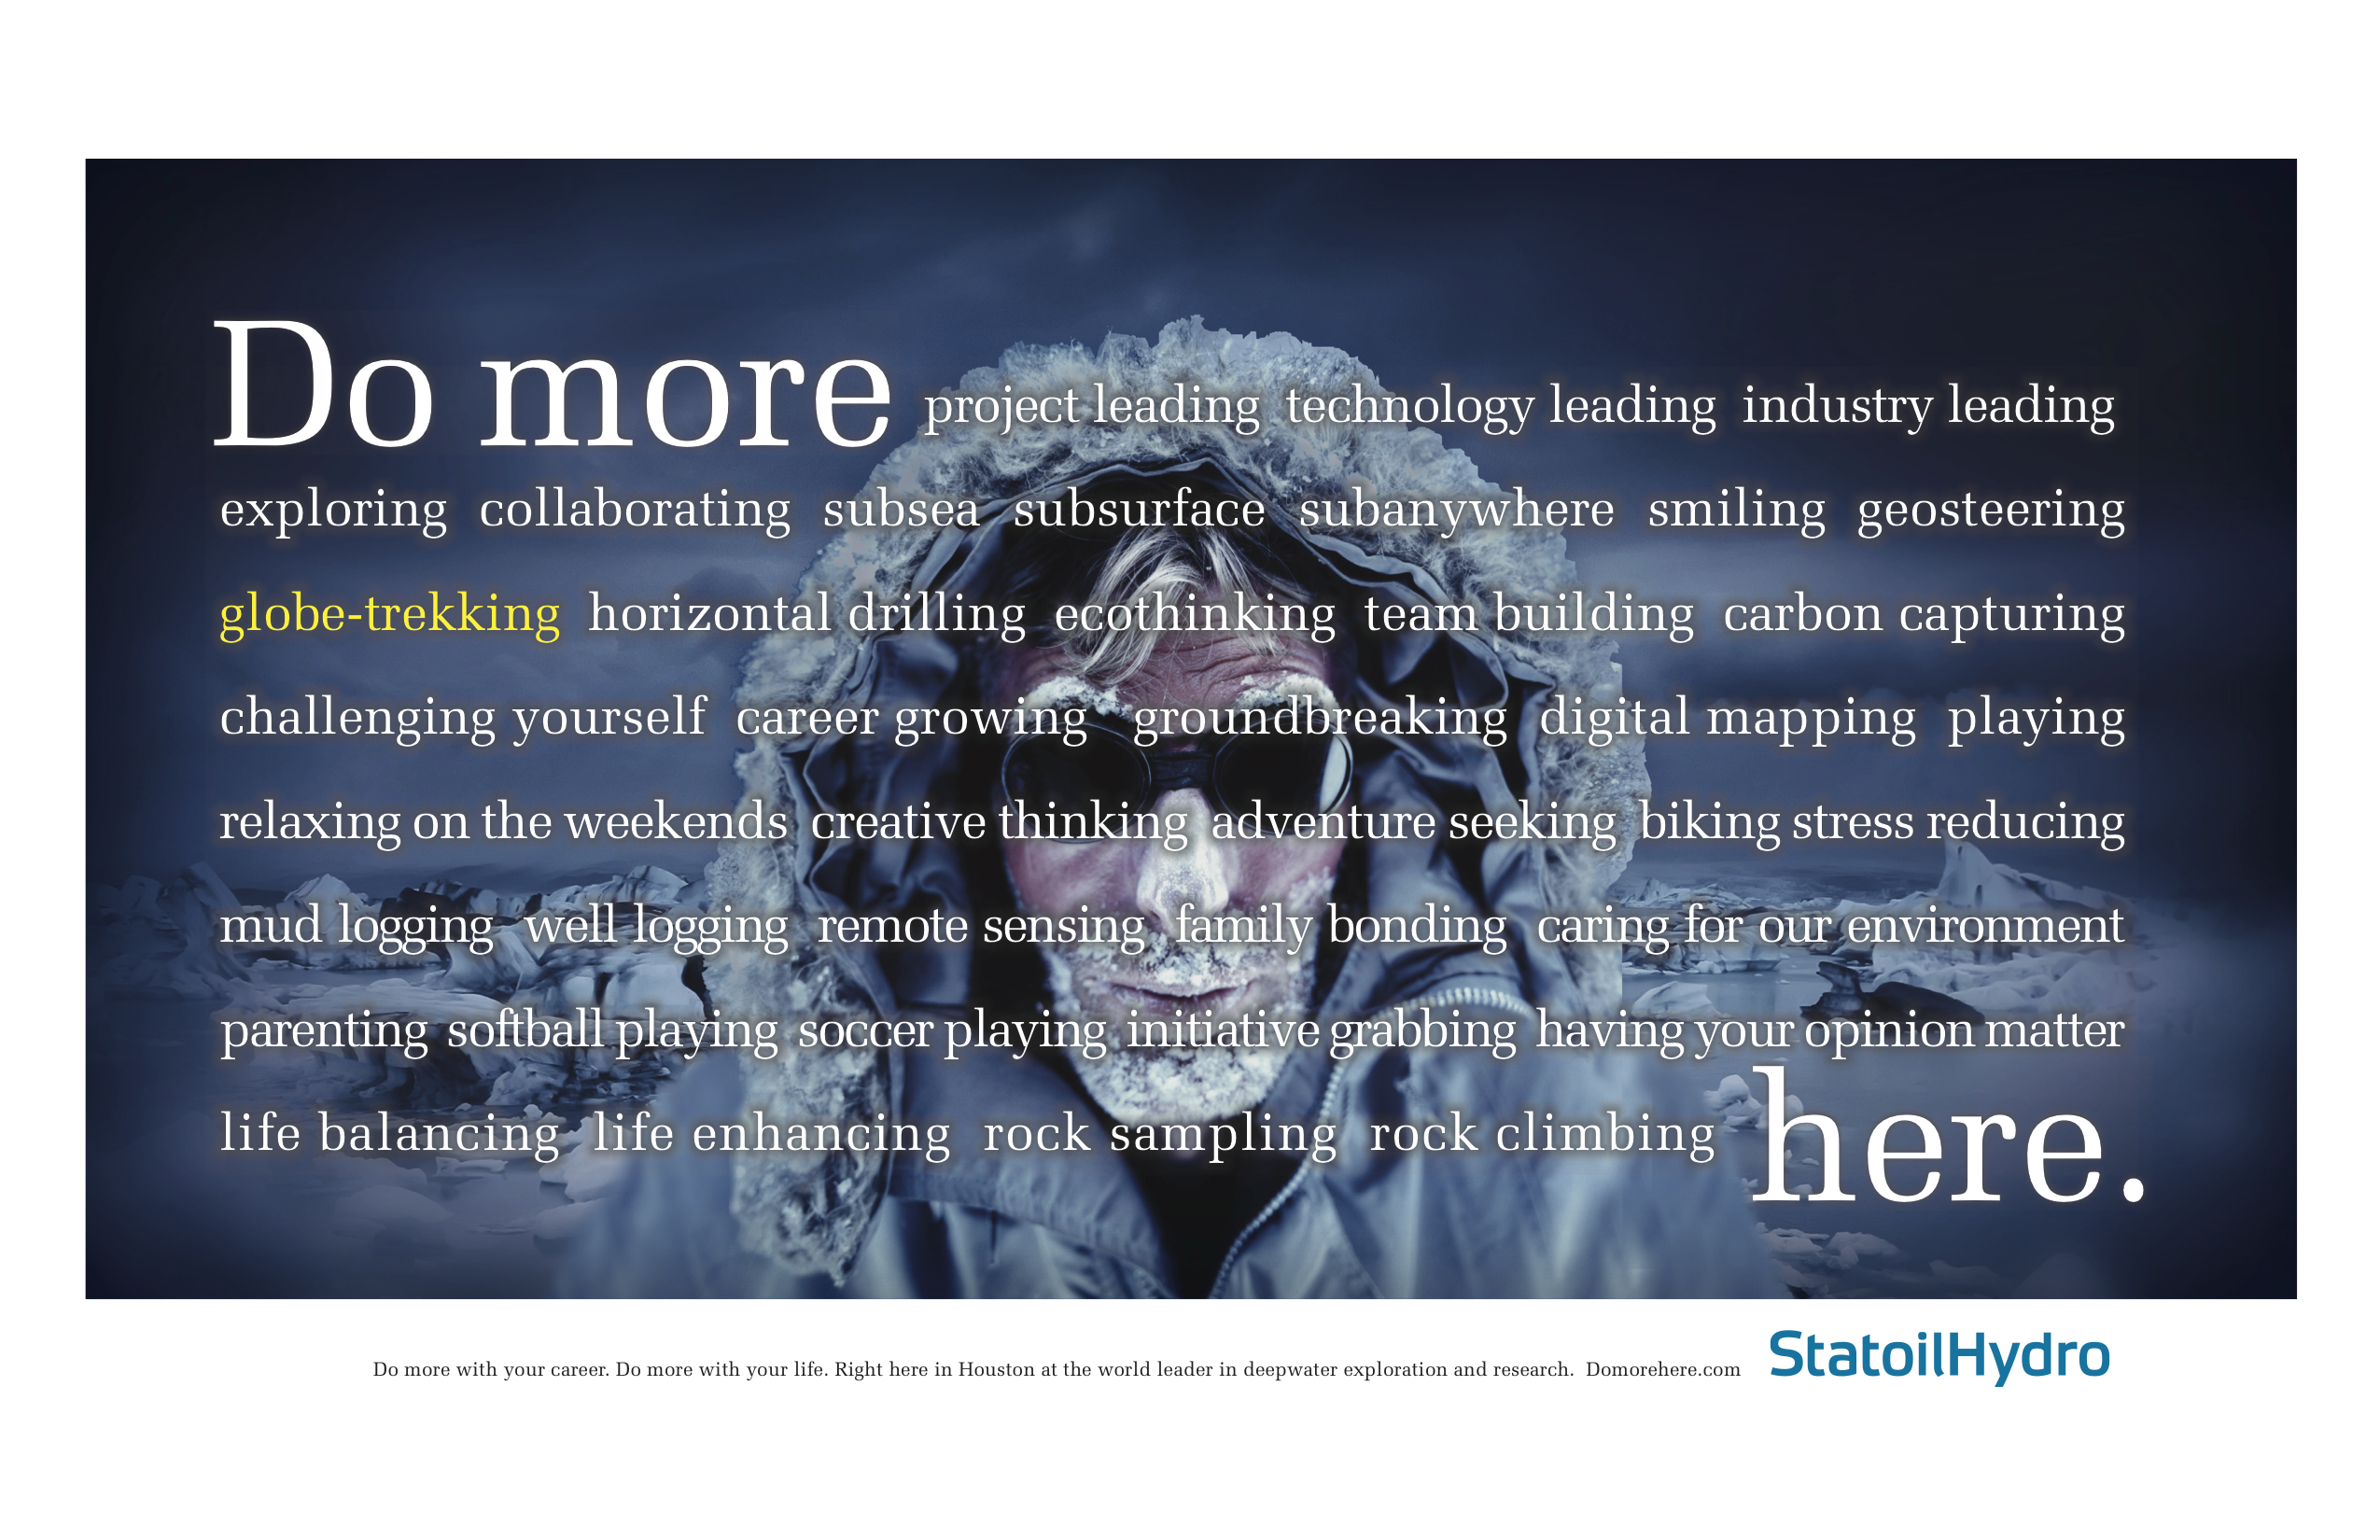 Do more project leading technology leading industry leading
exploring collaborating subsea subsurface subanywhere smiling geosteering
globe-trekking horizontal drilling ecothinking team building carbon capturing
challenging yourself career growing groundbreaking digital mapping playing
relaxing on the weekends creative thinking adventure seeking biking stress reducing
mud logging well logging remote sensing family bonding caring for our environment
parenting softball playing soccer playing initiative grabbing having your opinion matter
life balancing life enhancing rock sampling rock climbing here.
Do more with your career. Do more with your life. Right here in Houston at the world leader in deepwater exploration and research. Domorehere.com StatoilHydro